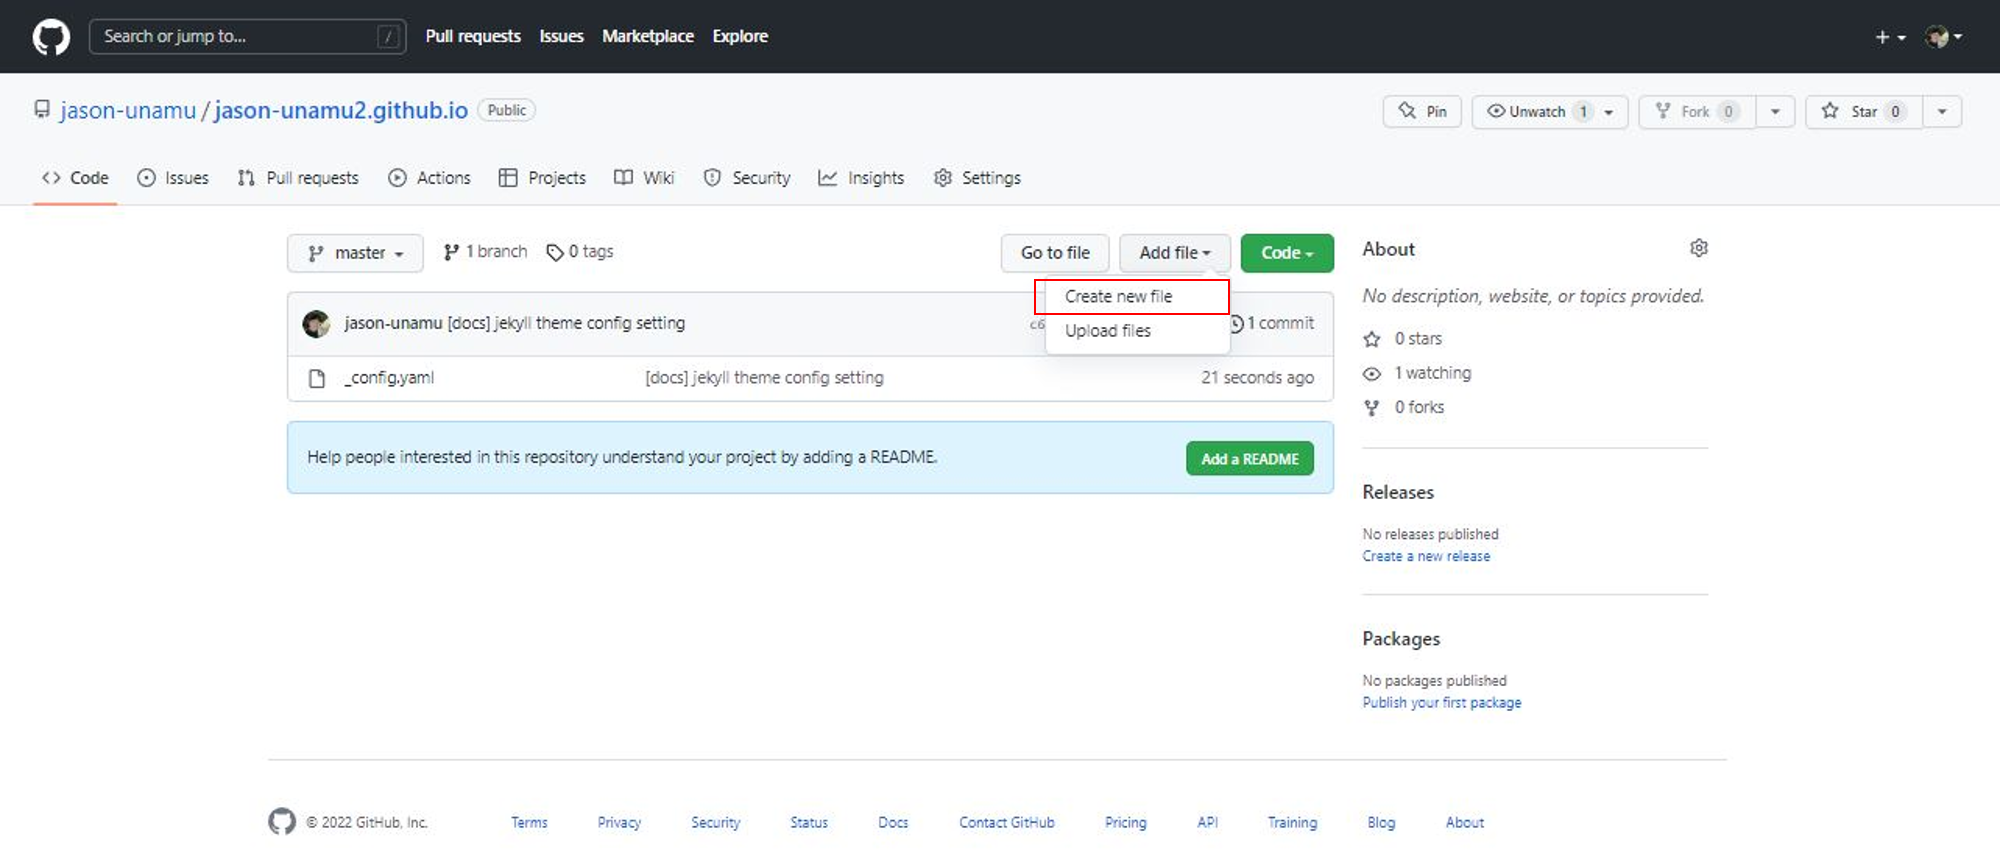 Search or jump to... /
Pull requests Issues Marketplace Explore
jason-unamu / jason-unamu2.github.io Public
Pin Unwatch 1 Fork 0 Star 0
Code Issues Pull requests Actions Projects Wiki Security Insights Settings
master 1 branch 0 tags Go to file Add file Code
Create new file
Upload files
jason-unamu [docs] jekyll theme config setting c6 1 commit
_config.yaml [docs] jekyll theme config setting 21 seconds ago
Help people interested in this repository understand your project by adding a README. Add a README
About
No description, website, or topics provided.
0 stars
1 watching
0 forks
Releases
No releases published
Create a new release
Packages
No packages published
Publish your first package
© 2022 GitHub, Inc. Terms Privacy Security Status Docs Contact GitHub Pricing API Training Blog About